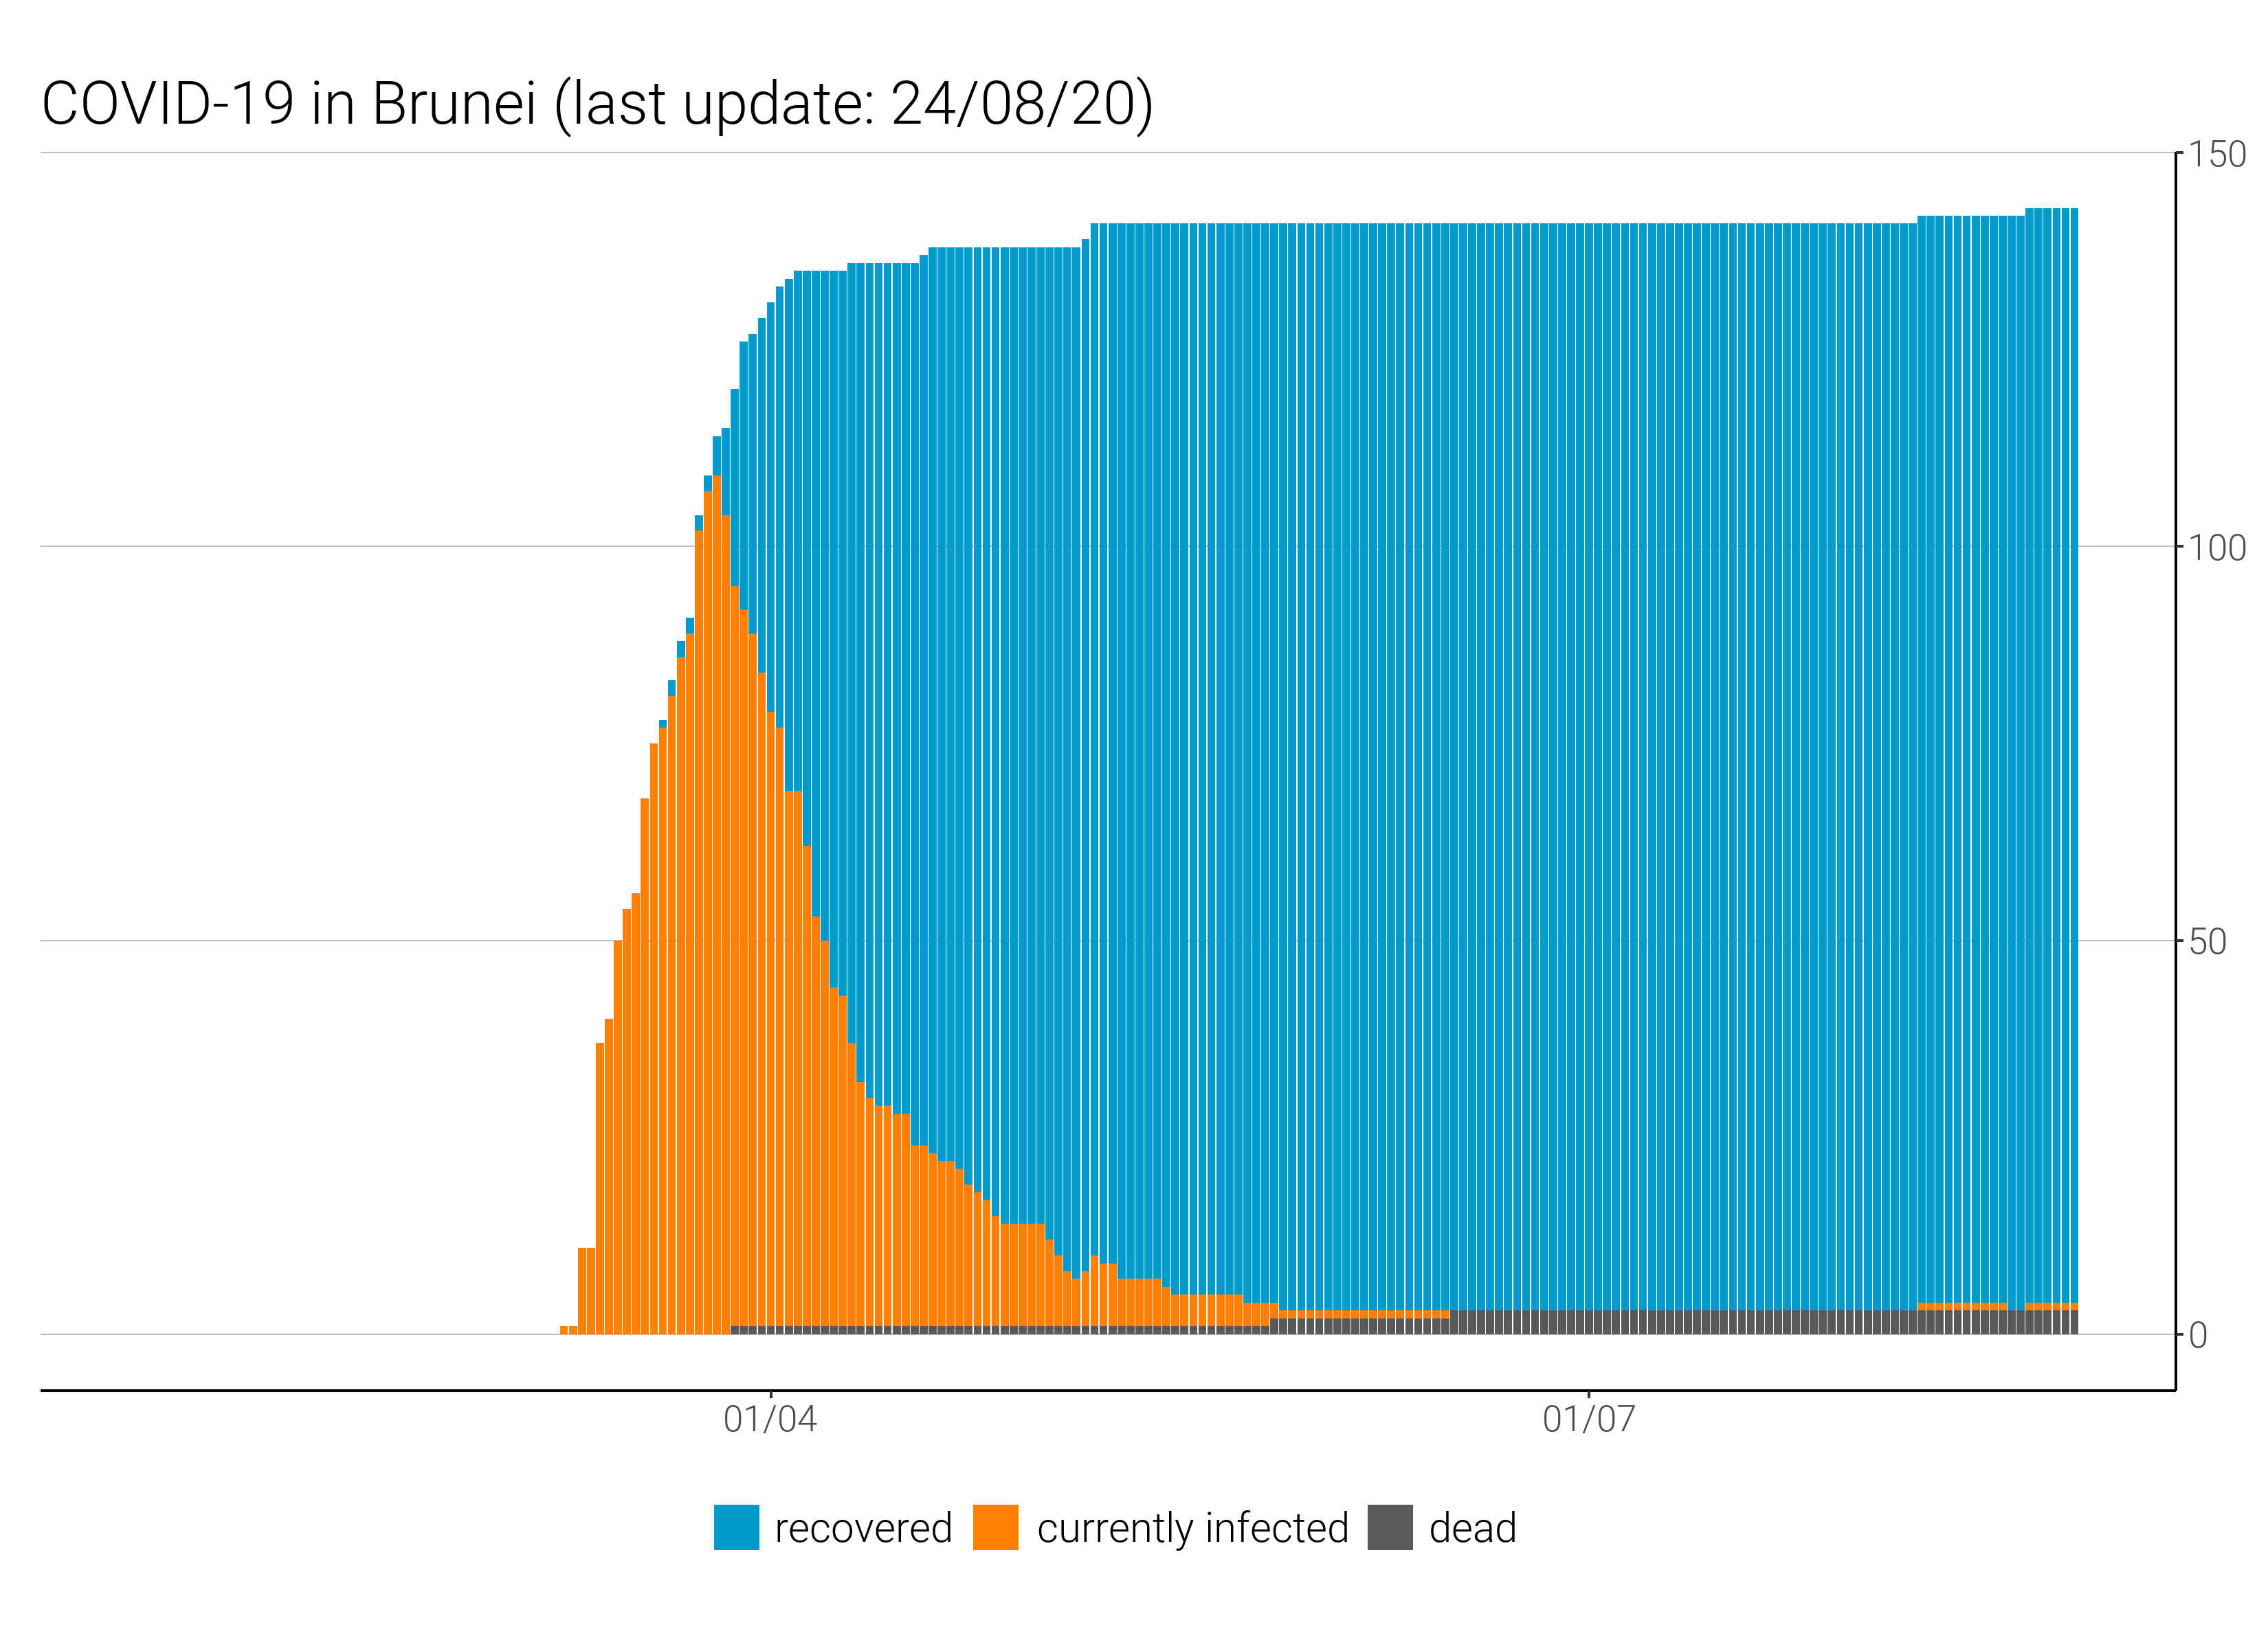 COVID-19 in Brunei (last update: 24/08/20)
150
100
50
0
01/04 01/07
recovered currently infected dead